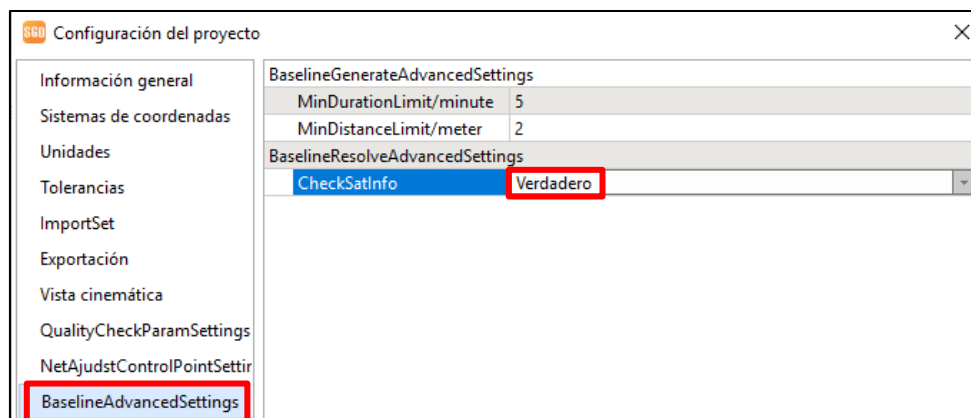 SGO Configuración del proyecto
Información general
Sistemas de coordenadas
Unidades
Tolerancias
ImportSet
Exportación
Vista cinemática
QualityCheckParamSettings
NetAjudstControlPointSettir
BaselineAdvancedSettings
BaselineGenerateAdvancedSettings
MinDurationLimit/minute 5
MinDistanceLimit/meter 2
BaselineResolveAdvancedSettings
CheckSatInfo Verdadero